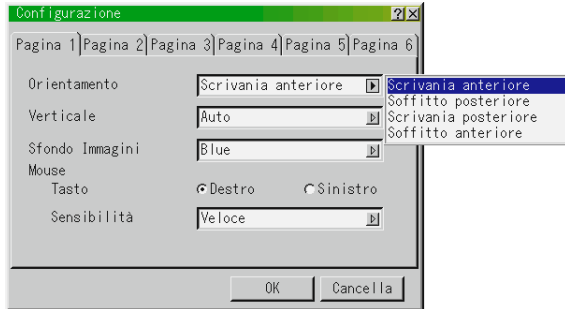 Configurazione ? X
Pagina 1 Pagina 2 Pagina 3 Pagina 4 Pagina 5 Pagina 6
Orientamento Scrivania anteriore Scrivania anteriore
Soffitto posteriore
Verticale Auto Scrivania posteriore
Soffitto anteriore
Sfondo Immagini Blue
Mouse
Tasto Destro Sinistro
Sensibilità Veloce
OK Cancella